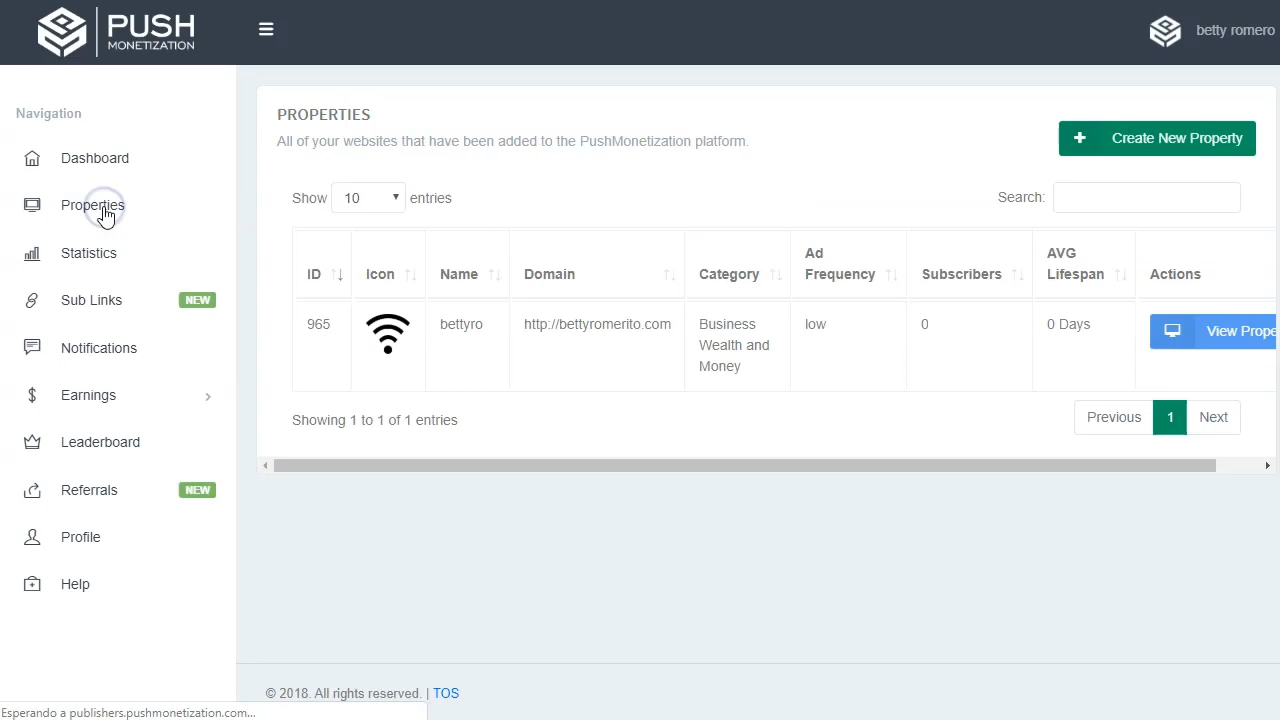 PUSH
MONETIZATION
betty romero
Navigation
Dashboard
Properties
Statistics
Sub Links NEW
Notifications
Earnings
Leaderboard
Referrals NEW
Profile
Help
PROPERTIES
All of your websites that have been added to the PushMonetization platform.
+ Create New Property
Show 10 entries
Search:
ID Icon Name Domain Category Ad Frequency Subscribers AVG Lifespan Actions
965 bettyro http://bettyromerito.com Business Wealth and Money low 0 0 Days View Prope
Showing 1 to 1 of 1 entries
Previous 1 Next
© 2018. All rights reserved. | TOS
Esperando a publishers.pushmonetization.com...